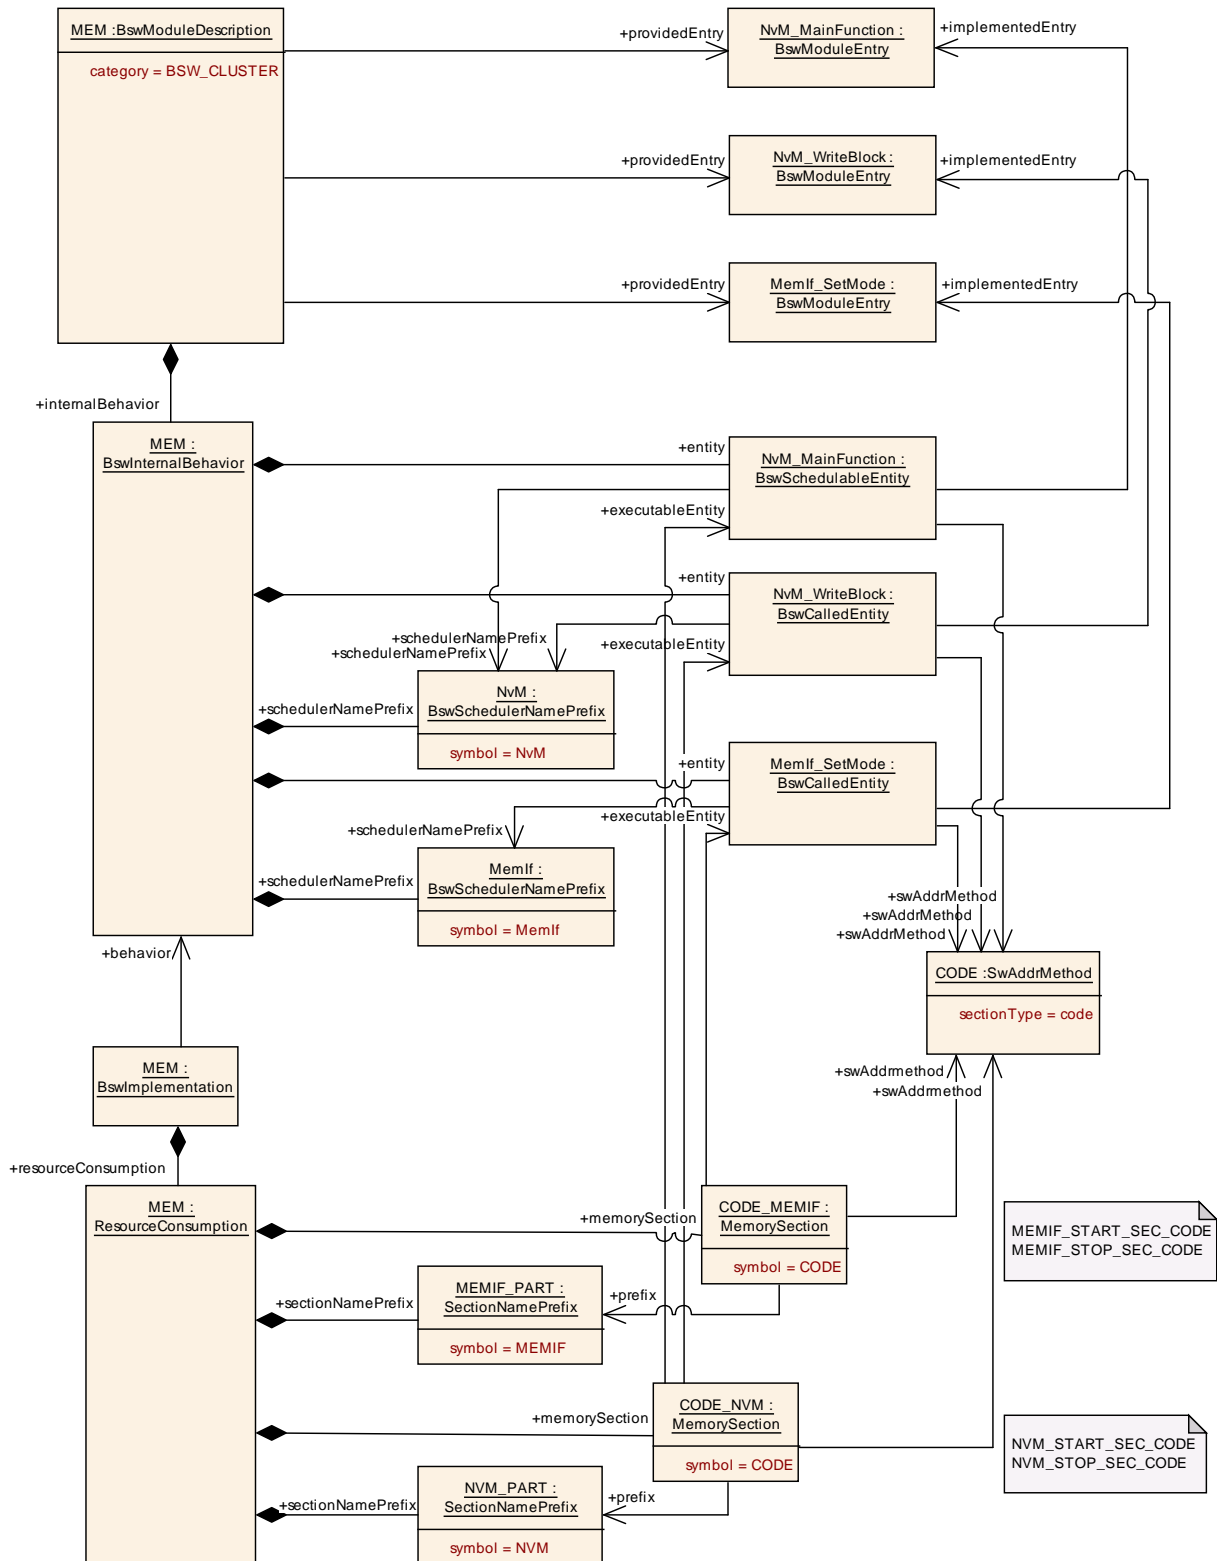 MEM :BswModuleDescription
category = BSW_CLUSTER
+providedEntry
NvM_MainFunction :
BswModuleEntry
+implementedEntry
+providedEntry
NvM_WriteBlock :
BswModuleEntry
+implementedEntry
+providedEntry
MemIf_SetMode :
BswModuleEntry
+implementedEntry
+internalBehavior
MEM :
BswInternalBehavior
+entity
NvM_MainFunction :
BswSchedulableEntity
+executableEntity
+entity
NvM_WriteBlock :
BswCalledEntity
+schedulerNamePrefix
+schedulerNamePrefix
+executableEntity
+schedulerNamePrefix
NvM :
BswSchedulerNamePrefix
symbol = NvM
+entity
MemIf_SetMode :
BswCalledEntity
+executableEntity
+schedulerNamePrefix
+schedulerNamePrefix
MemIf :
BswSchedulerNamePrefix
symbol = MemIf
+swAddrMethod
+swAddrMethod
+swAddrMethod
+behavior
CODE :SwAddrMethod
sectionType = code
MEM :
BswImplementation
+swAddrmethod
+swAddrmethod
+resourceConsumption
MEM :
ResourceConsumption
+memorySection
CODE_MEMIF :
MemorySection
symbol = CODE
MEMIF_START_SEC_CODE
MEMIF_STOP_SEC_CODE
+sectionNamePrefix
MEMIF_PART :
SectionNamePrefix
symbol = MEMIF
+prefix
+memorySection
CODE_NVM :
MemorySection
symbol = CODE
NVM_START_SEC_CODE
NVM_STOP_SEC_CODE
+sectionNamePrefix
NVM_PART :
SectionNamePrefix
symbol = NVM
+prefix